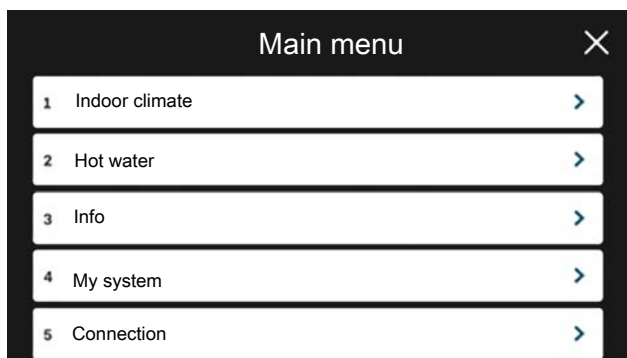 Main menu
1 Indoor climate
2 Hot water
3 Info
4 My system
5 Connection